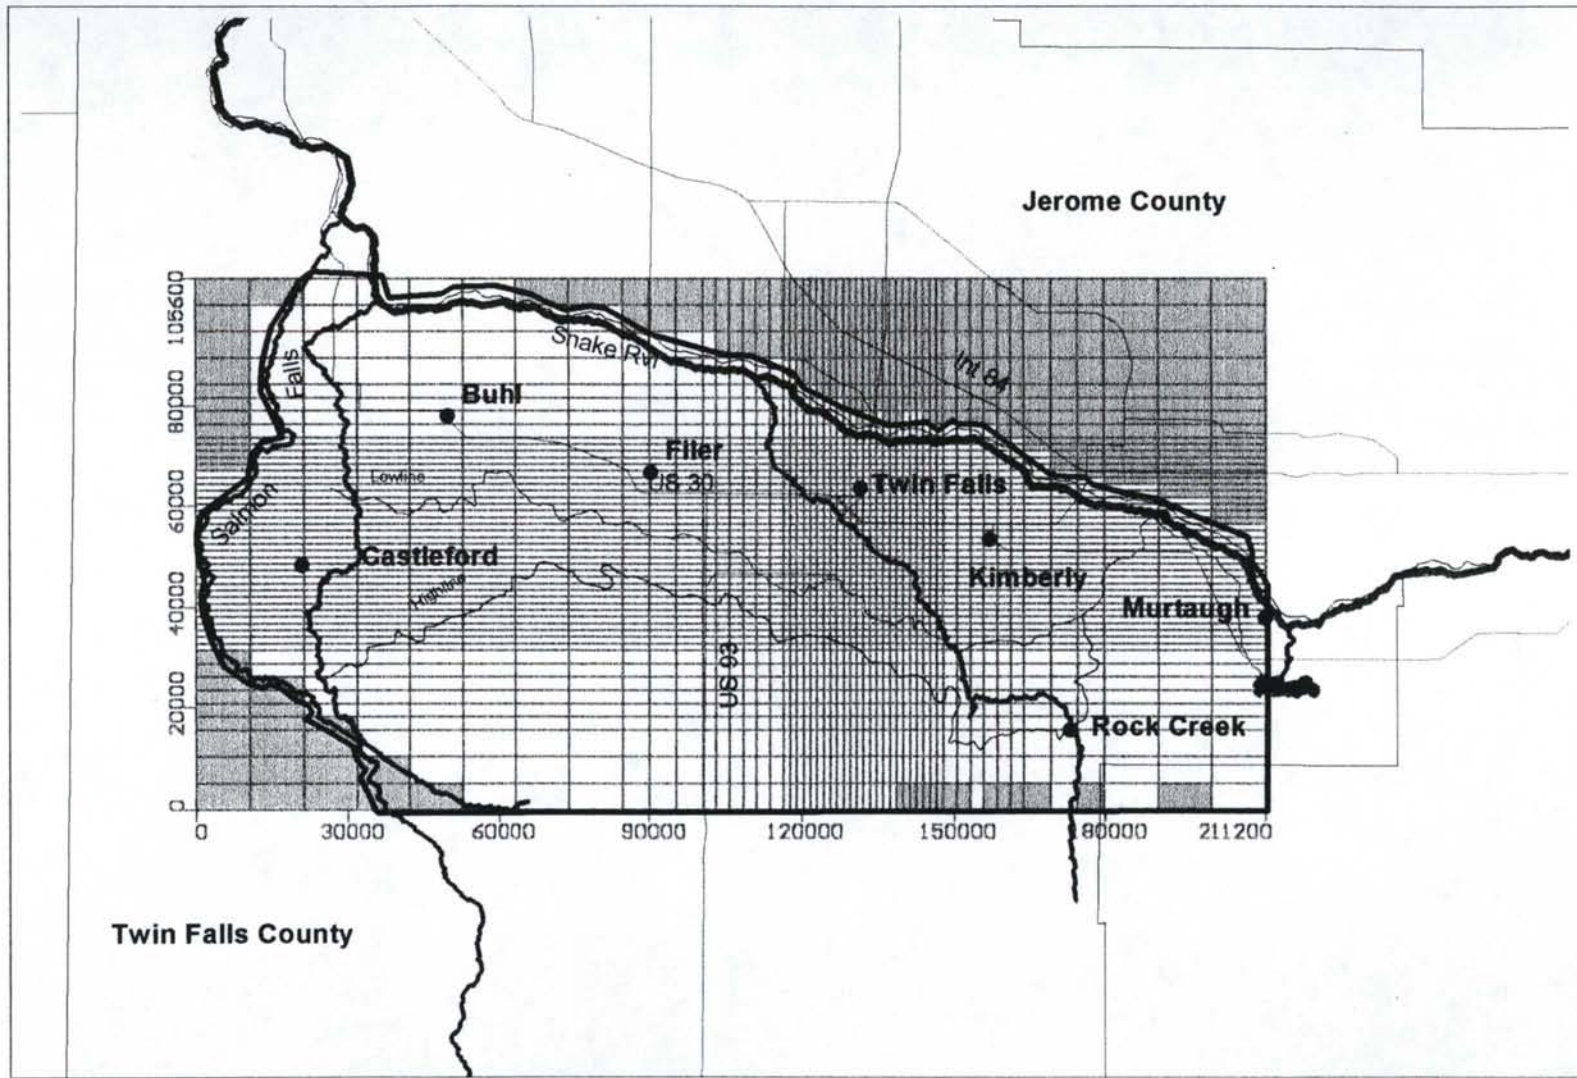 Jerome County
105600
Snake Rvr
Int 84
Falls
Buhl
80000
Filer
Lowline
US 30
Twin Falls
60000
Salmon
Castleford
Kimberly
Highline
40000
Murtaugh
US 93
20000
Rock Creek
0
0
30000
60000
90000
120000
150000
180000
211200
Twin Falls County